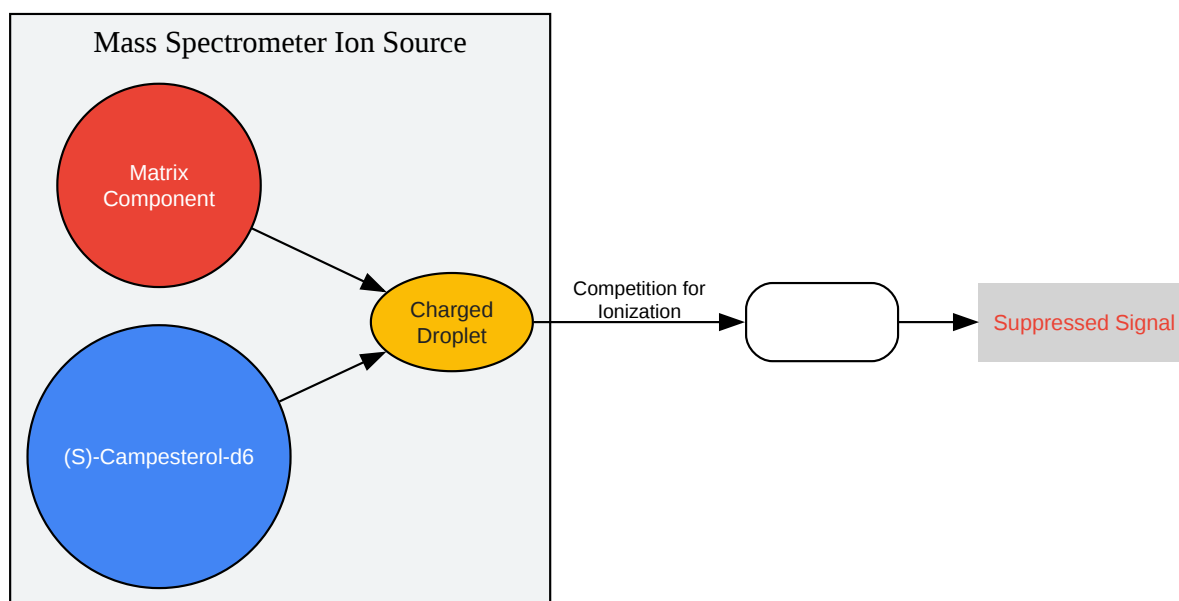 Mass Spectrometer Ion Source
Matrix
Component
(S)-Campesterol-d6
Charged
Droplet
Competition for
Ionization
Suppressed Signal